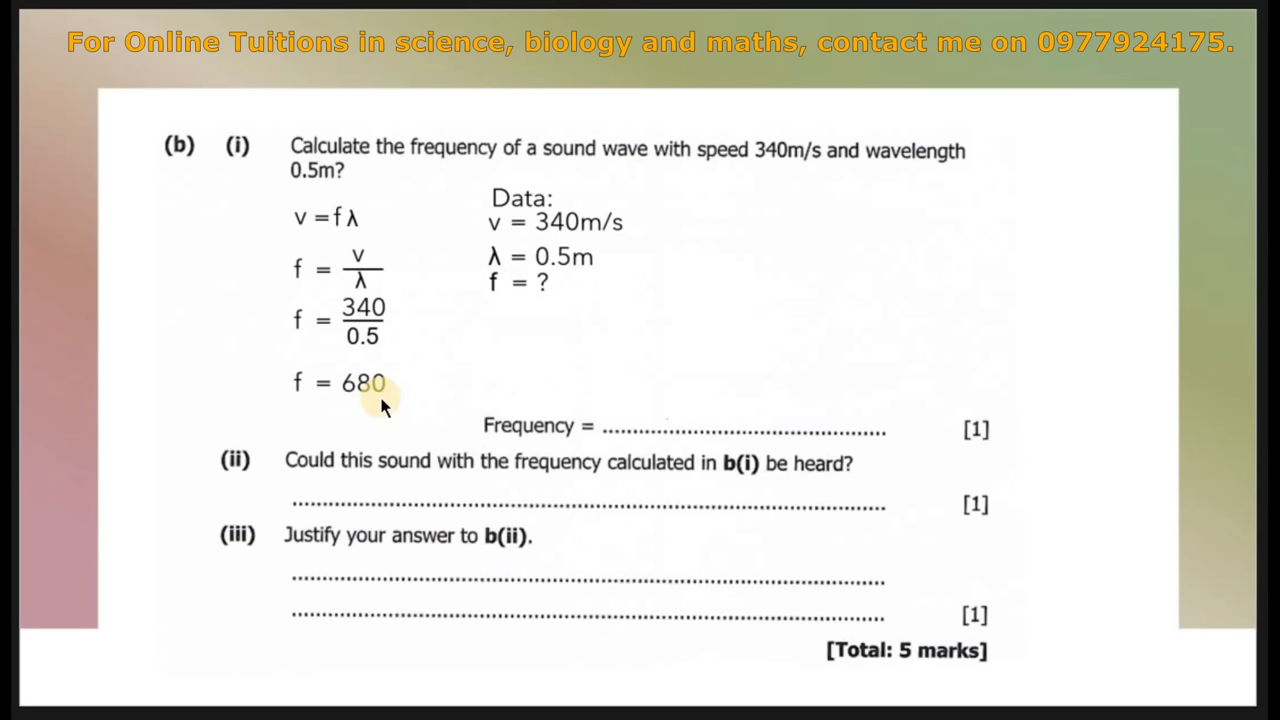 For Online Tuitions in science, biology and maths, contact me on 0977924175.
(b) (i) Calculate the frequency of a sound wave with speed 340m/s and wavelength
0.5m?
Data:
v = fλ
v = 340m/s
f = v/λ
λ = 0.5m
f = ?
f = 340/0.5
f = 680
Frequency = ............................................... [1]
(ii) Could this sound with the frequency calculated in b(i) be heard?
.................................................................................................... [1]
(iii) Justify your answer to b(ii).
....................................................................................................
.................................................................................................... [1]
[Total: 5 marks]